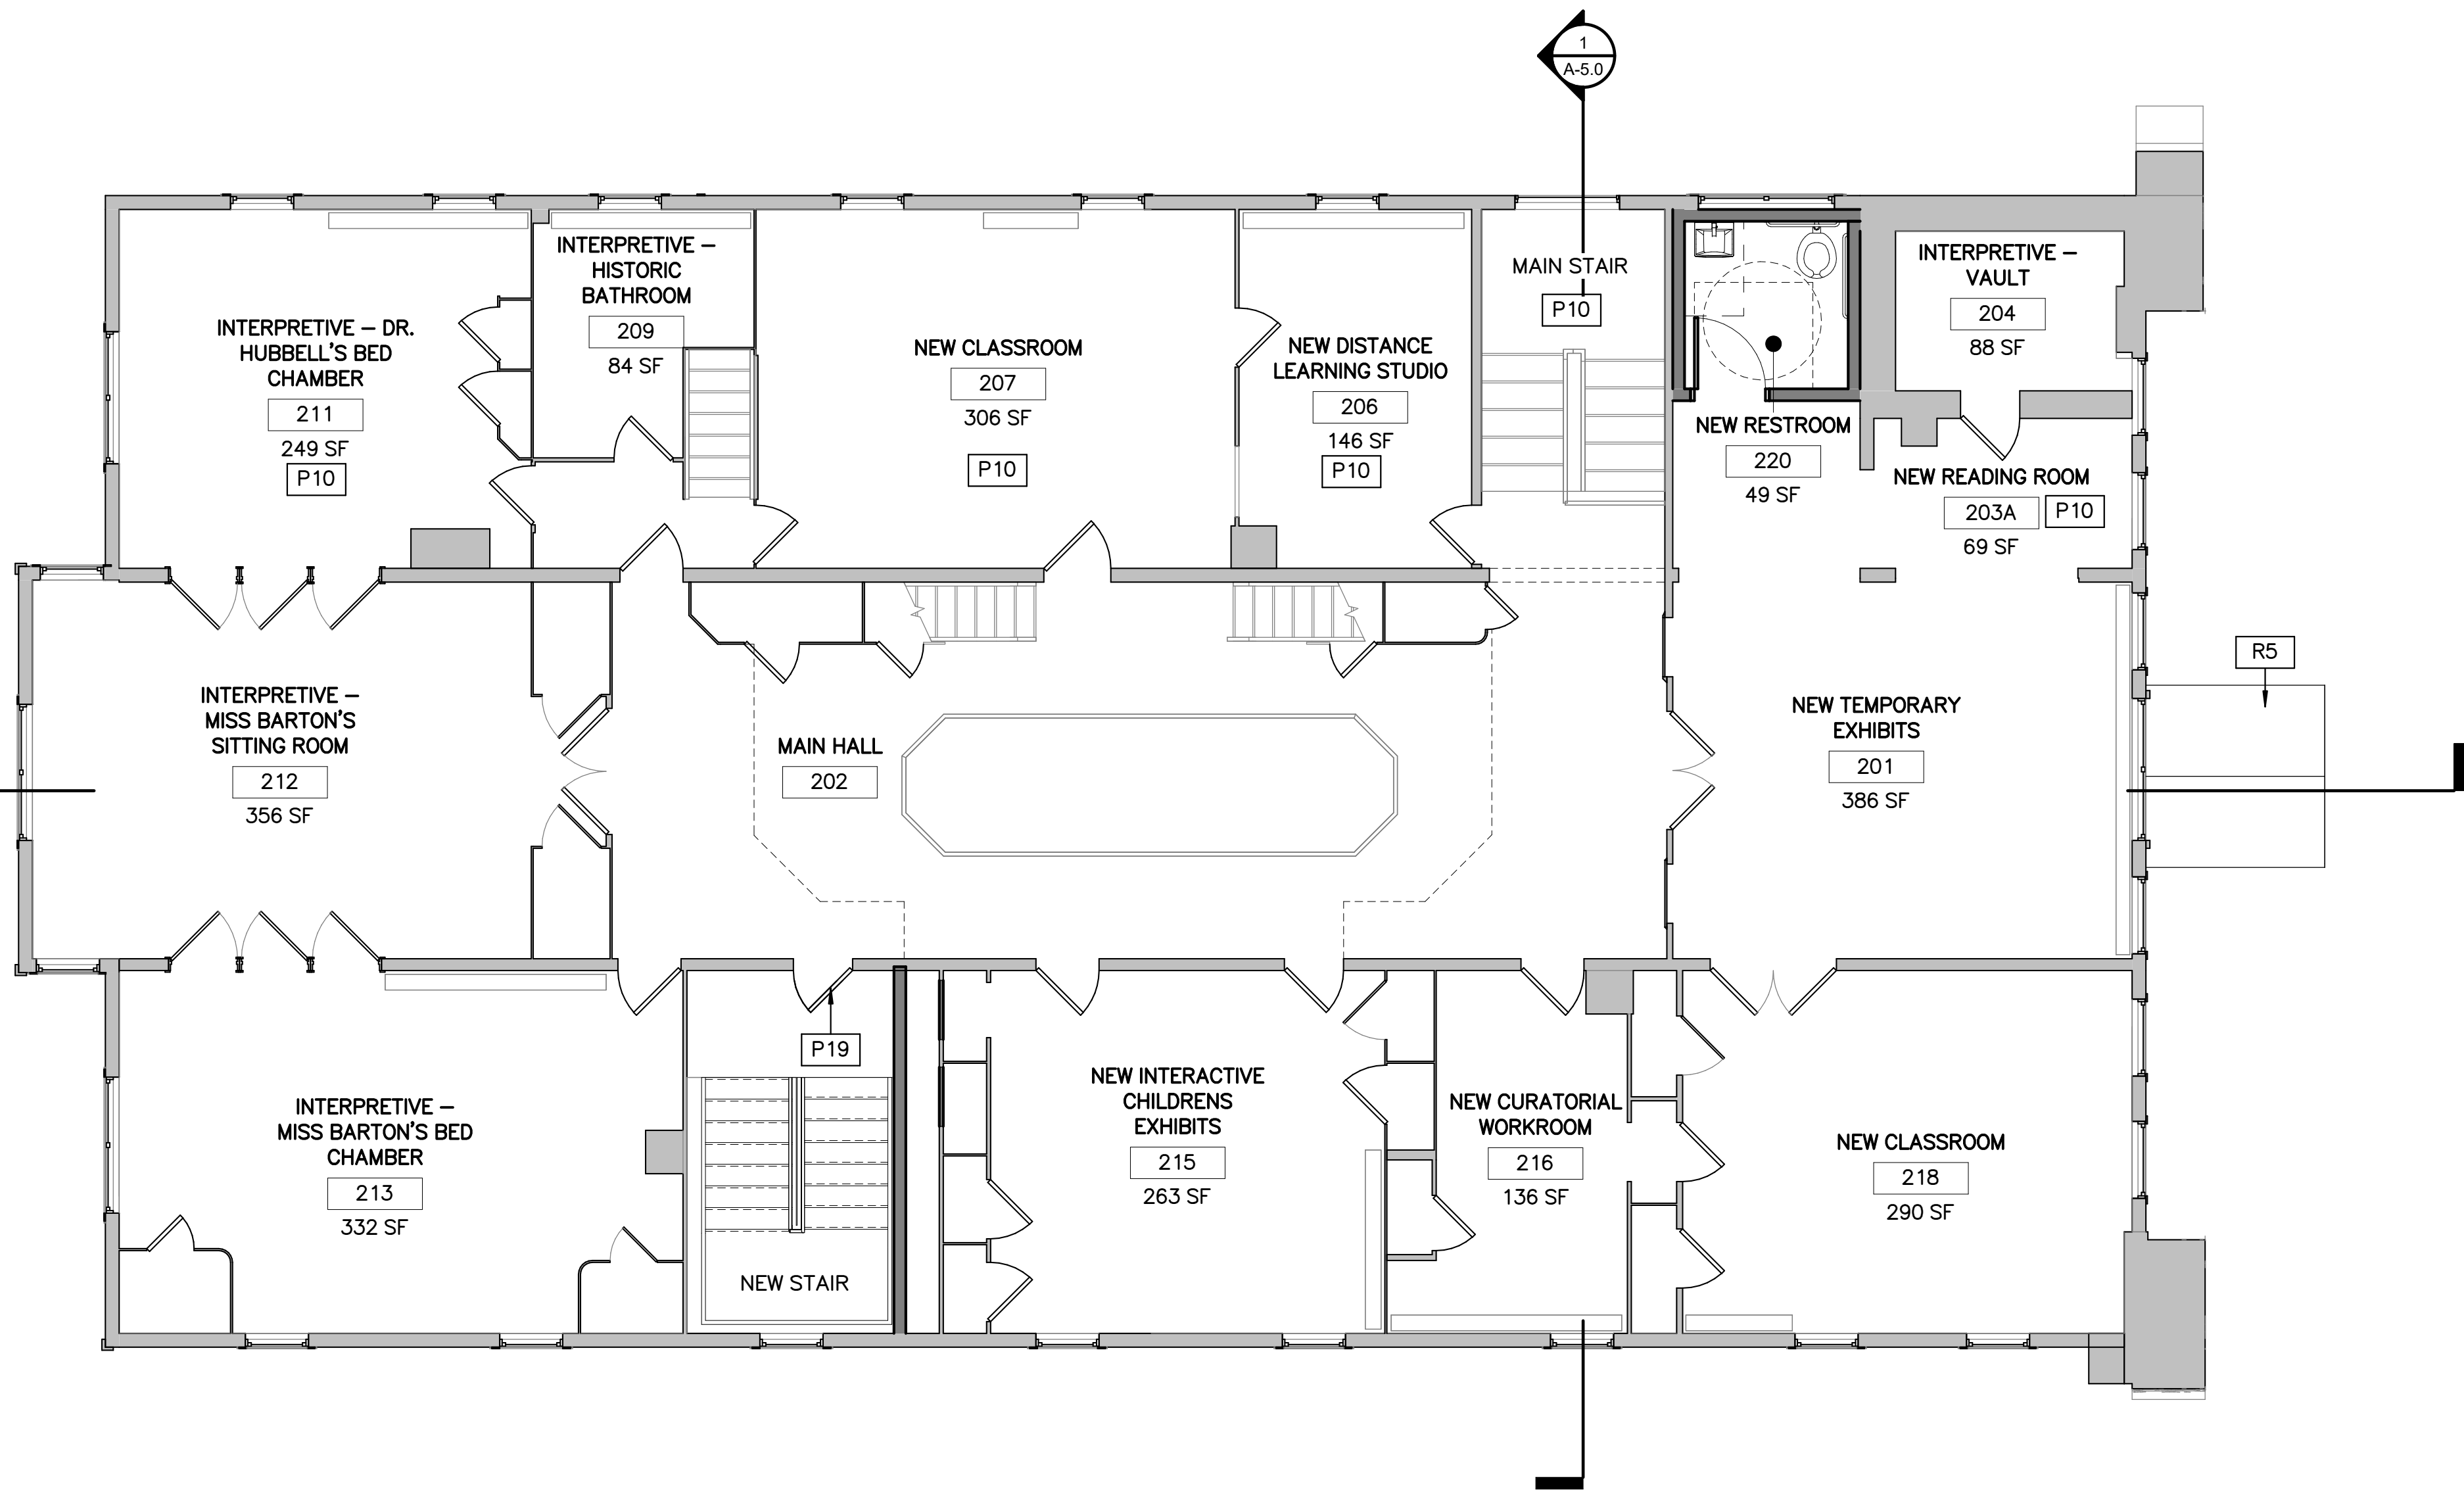 1
A-5.0
INTERPRETIVE – DR.
HUBBELL'S BED
CHAMBER
211
249 SF
P10
INTERPRETIVE –
HISTORIC
BATHROOM
209
84 SF
NEW CLASSROOM
207
306 SF
P10
NEW DISTANCE
LEARNING STUDIO
206
146 SF
P10
MAIN STAIR
P10
NEW RESTROOM
220
49 SF
INTERPRETIVE –
VAULT
204
88 SF
NEW READING ROOM
203A
P10
69 SF
INTERPRETIVE –
MISS BARTON'S
SITTING ROOM
212
356 SF
MAIN HALL
202
NEW TEMPORARY
EXHIBITS
201
386 SF
R5
INTERPRETIVE –
MISS BARTON'S BED
CHAMBER
213
332 SF
P19
NEW STAIR
NEW INTERACTIVE
CHILDRENS
EXHIBITS
215
263 SF
NEW CURATORIAL
WORKROOM
216
136 SF
NEW CLASSROOM
218
290 SF